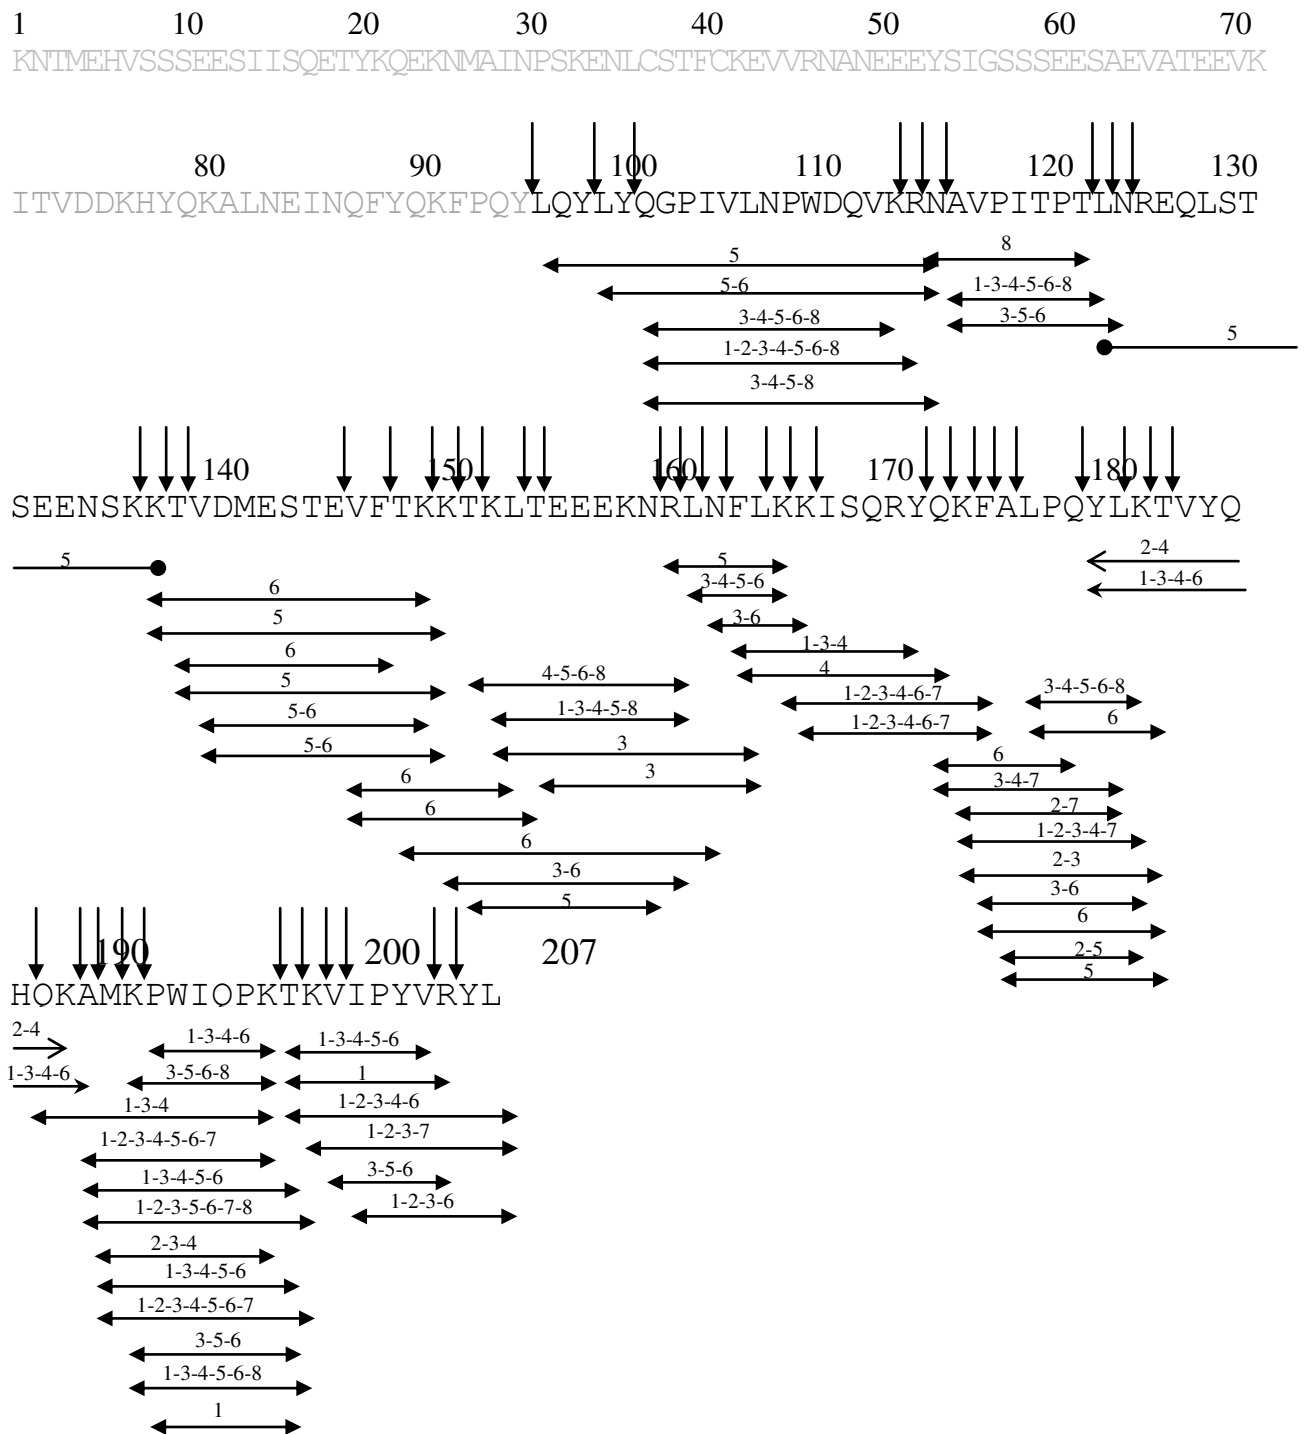 1 10 20 30 40 50 60 70
KNTMEHVSSSEESIISQETYKQEKNMAINPSKENLCSTFCKEVVRNANEEEYSIGSSSEESAEVATEEVK
80 90 100 110 120 130
ITVDDKHYQKALNEINQFYQKFPQYLQYLYQGPIVLNPWDQVKRNAVPITPTLNREQLST
5 8
5-6 1-3-4-5-6-8
3-4-5-6-8 3-5-6
1-2-3-4-5-6-8 5
3-4-5-8
140 150 160 170 180
SEENSKKTVDMESTEVFTKKTKLTEEEKNRLNFLKKISQRYQKFALPQYLKTVYQ
5 5 2-4
6 3-4-5-6 1-3-4-6
5 3-6
6 1-3-4
5 4-5-6-8 4 3-4-5-6-8
5-6 1-3-4-5-8 1-2-3-4-6-7 6
5-6 3 1-2-3-4-6-7
6 3 6
3-4-7
6 2-7
6 1-2-3-4-7
3-6 2-3
5 3-6
6
2-5
5
190 200 207
HQKAMKPWIQPKTKVIPYVRYL
2-4 1-3-4-6 1-3-4-5-6
1-3-4-6 3-5-6-8 1
1-3-4 1-2-3-4-6
1-2-3-4-5-6-7 1-2-3-7
1-3-4-5-6 3-5-6
1-2-3-5-6-7-8 1-2-3-6
2-3-4
1-3-4-5-6
1-2-3-4-5-6-7
3-5-6
1-3-4-5-6-8
1